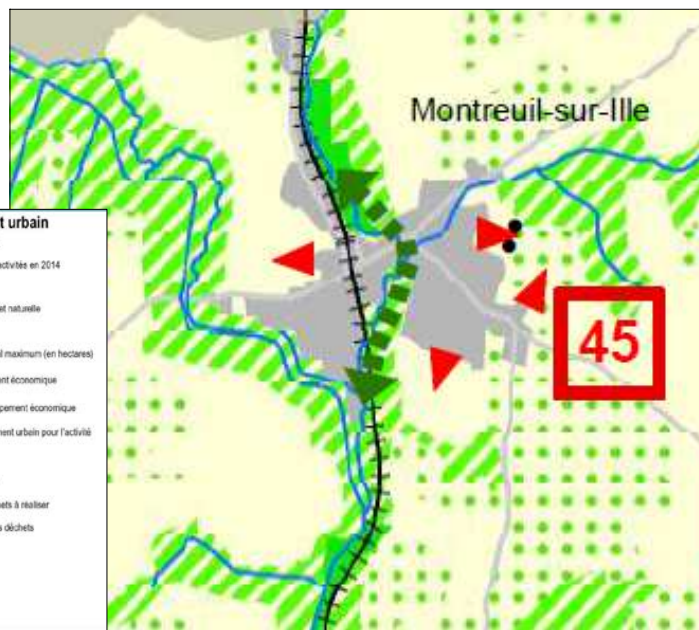 Montreuil-sur-Ille
45
t urbain
activités en 2014
et naturelle
l maximum (en hectares)
ent économique
pement économique
ment urbain pour l'activité
ets à réaliser
s déchets